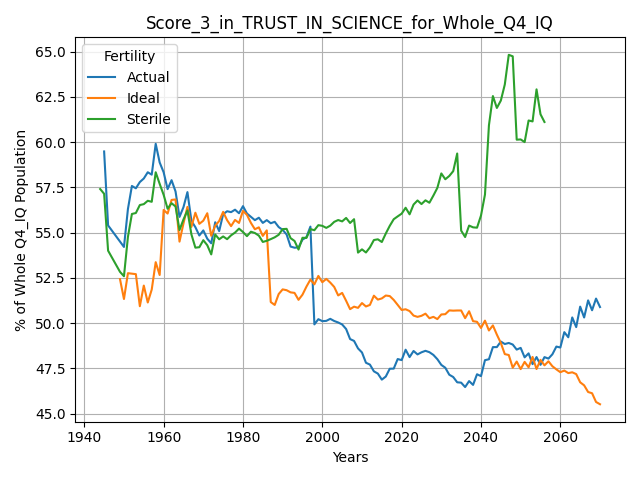 Score_3_in_TRUST_IN_SCIENCE_for_Whole_Q4_IQ
Fertility
Actual
Ideal
Sterile
% of Whole Q4_IQ Population
65.0
62.5
60.0
57.5
55.0
52.5
50.0
47.5
45.0
1940 1960 1980 2000 2020 2040 2060
Years